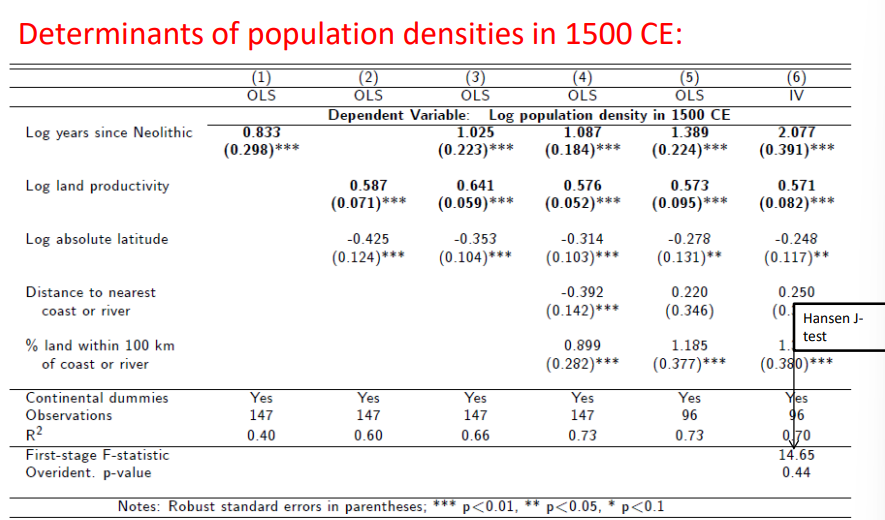 Determinants of population densities in 1500 CE:
(1) (2) (3) (4) (5) (6)
OLS OLS OLS OLS OLS IV
Dependent Variable: Log population density in 1500 CE
Log years since Neolithic 0.833 1.025 1.087 1.389 2.077
(0.298)*** (0.223)*** (0.184)*** (0.224)*** (0.391)***
Log land productivity 0.587 0.641 0.576 0.573 0.571
(0.071)*** (0.059)*** (0.052)*** (0.095)*** (0.082)***
Log absolute latitude -0.425 -0.353 -0.314 -0.278 -0.248
(0.124)*** (0.104)*** (0.103)*** (0.131)** (0.117)**
Distance to nearest -0.392 0.220 0.250
coast or river (0.142)*** (0.346)
Hansen J-
test
% land within 100 km 0.899 1.185
of coast or river (0.282)*** (0.377)*** (0.380)***
Continental dummies Yes Yes Yes Yes Yes Yes
Observations 147 147 147 147 96 96
R² 0.40 0.60 0.66 0.73 0.73 0.70
First-stage F-statistic 14.65
Overident. p-value 0.44
Notes: Robust standard errors in parentheses; *** p<0.01, ** p<0.05, * p<0.1